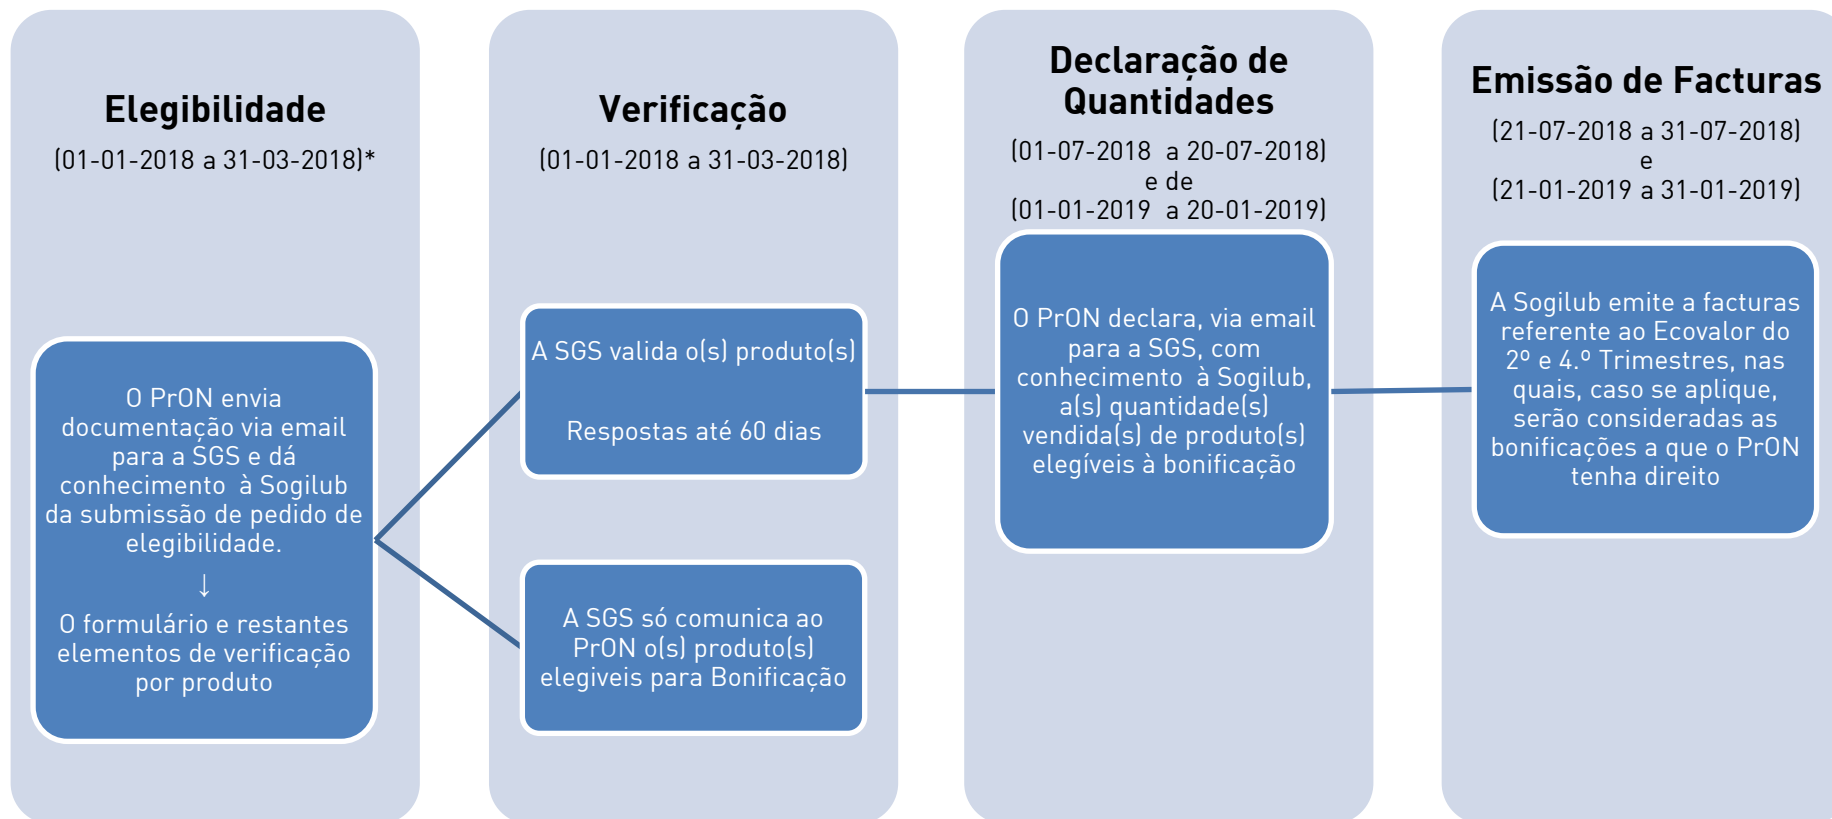 Elegibilidade
(01-01-2018 a 31-03-2018)*
O PrON envia
documentação via email
para a SGS e dá
conhecimento à Sogilub
da submissão de pedido de
elegibilidade.
↓
O formulário e restantes
elementos de verificação
por produto
Verificação
(01-01-2018 a 31-03-2018)
A SGS valida o(s) produto(s)
Respostas até 60 dias
A SGS só comunica ao
PrON o(s) produto(s)
elegiveis para Bonificação
Declaração de
Quantidades
(01-07-2018 a 20-07-2018)
e de
(01-01-2019 a 20-01-2019)
O PrON declara, via email
para a SGS, com
conhecimento à Sogilub,
a(s) quantidade(s)
vendida(s) de produto(s)
elegíveis à bonificação
Emissão de Facturas
(21-07-2018 a 31-07-2018)
e
(21-01-2019 a 31-01-2019)
A Sogilub emite a facturas
referente ao Ecovalor do
2º e 4.º Trimestres, nas
quais, caso se aplique,
serão consideradas as
bonificações a que o PrON
tenha direito